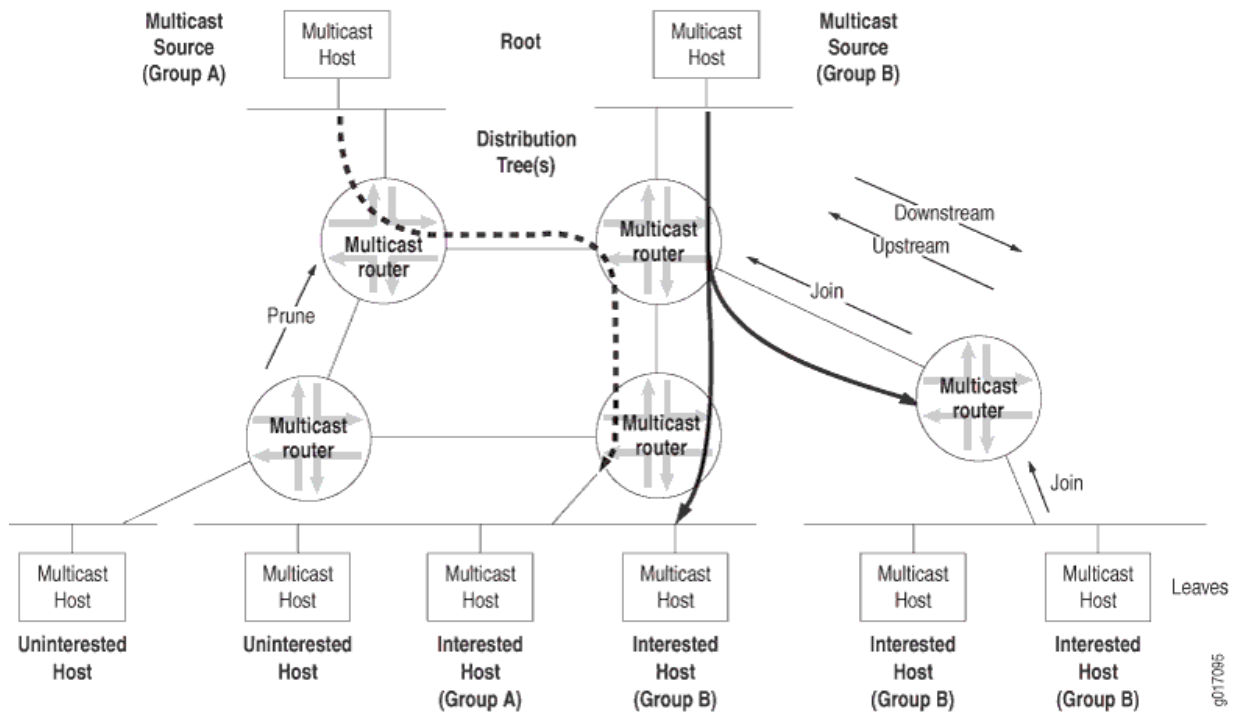 Multicast
Source
(Group A)
Multicast
Host
Root
Multicast
Host
Multicast
Source
(Group B)
Distribution
Tree(s)
Multicast
router
Multicast
router
Downstream
Upstream
Join
Prune
Multicast
router
Multicast
router
Multicast
router
Join
Multicast
Host
Multicast
Host
Multicast
Host
Multicast
Host
Multicast
Host
Multicast
Host
Leaves
Uninterested
Host
Uninterested
Host
Interested
Host
(Group A)
Interested
Host
(Group B)
Interested
Host
(Group B)
Interested
Host
(Group B)
g017095